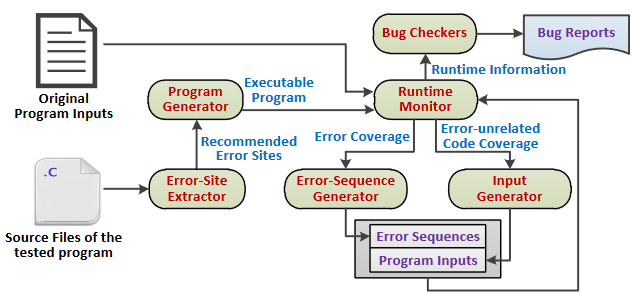 Bug Checkers
Bug Reports
Runtime Information
Original
Program Inputs
Program
Generator
Executable
Program
Runtime
Monitor
Recommended
Error Sites
Error Coverage
Error-unrelated
Code Coverage
.C
Error-Site
Extractor
Error-Sequence
Generator
Input
Generator
Source Files of the
tested program
Error Sequences
Program Inputs